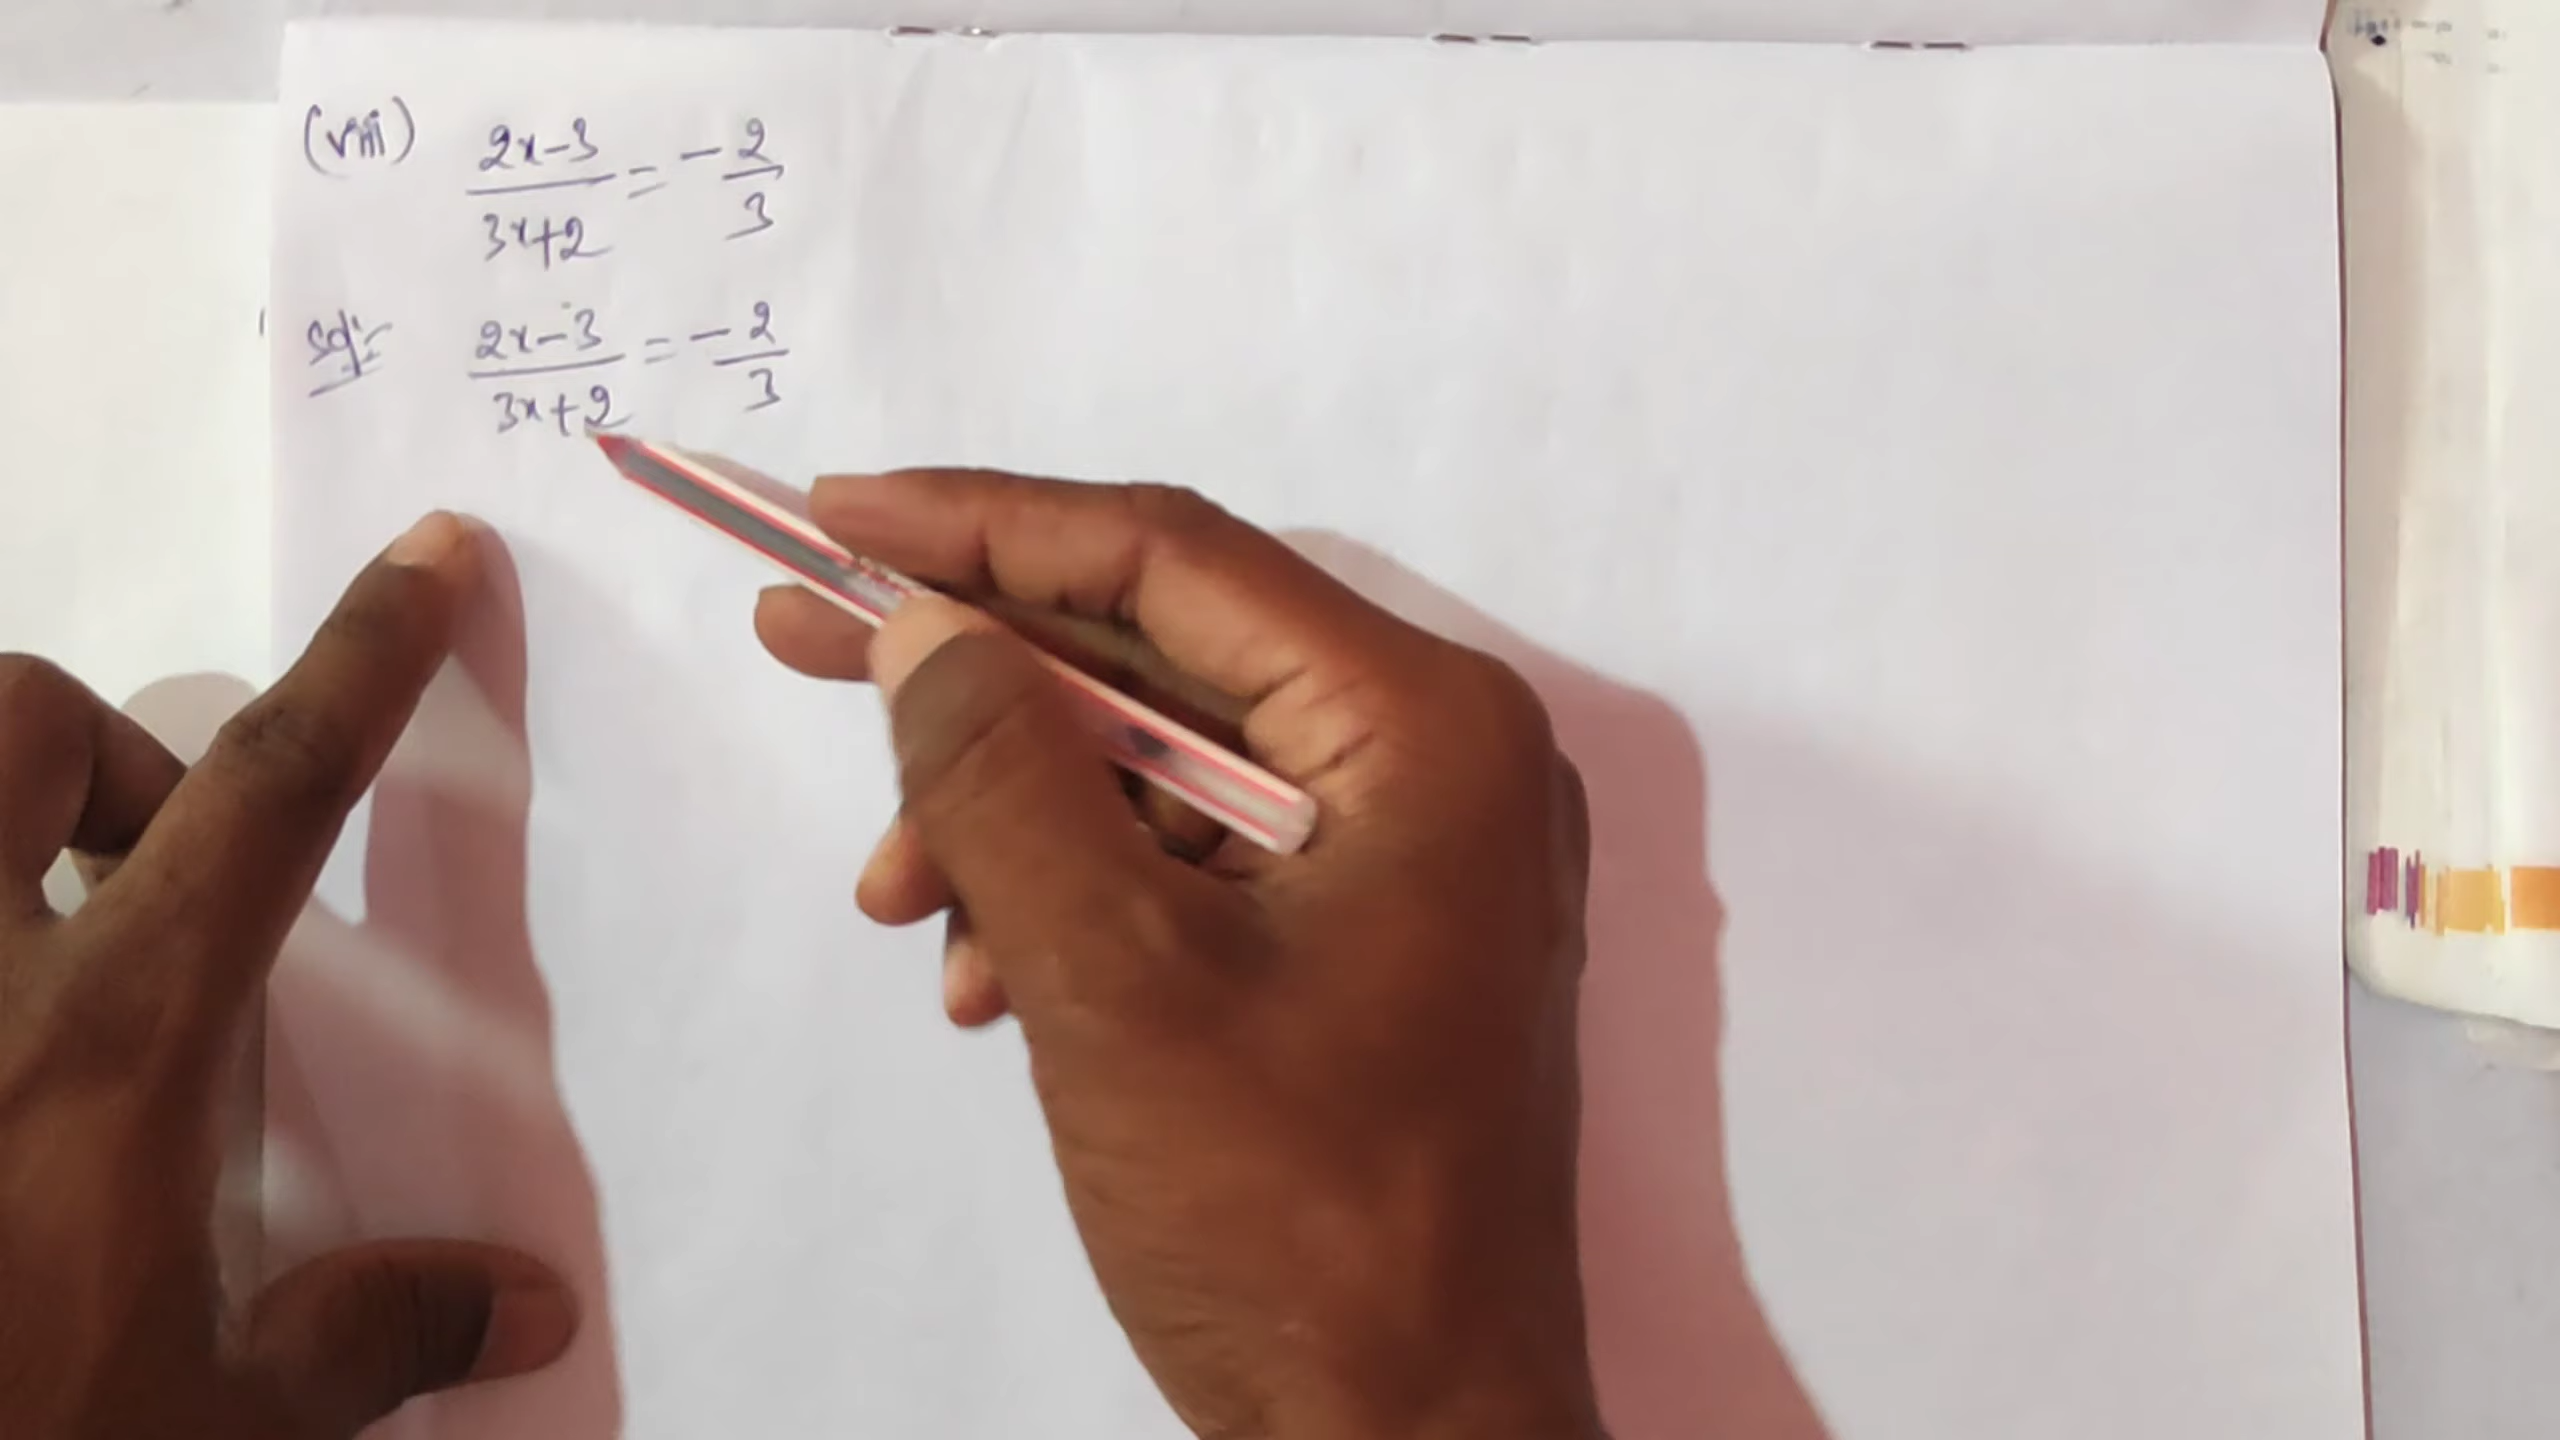 (viii) (2x-3)/(3x+2) = -2/3
Sol:- (2x-3)/(3x+2) = -2/3